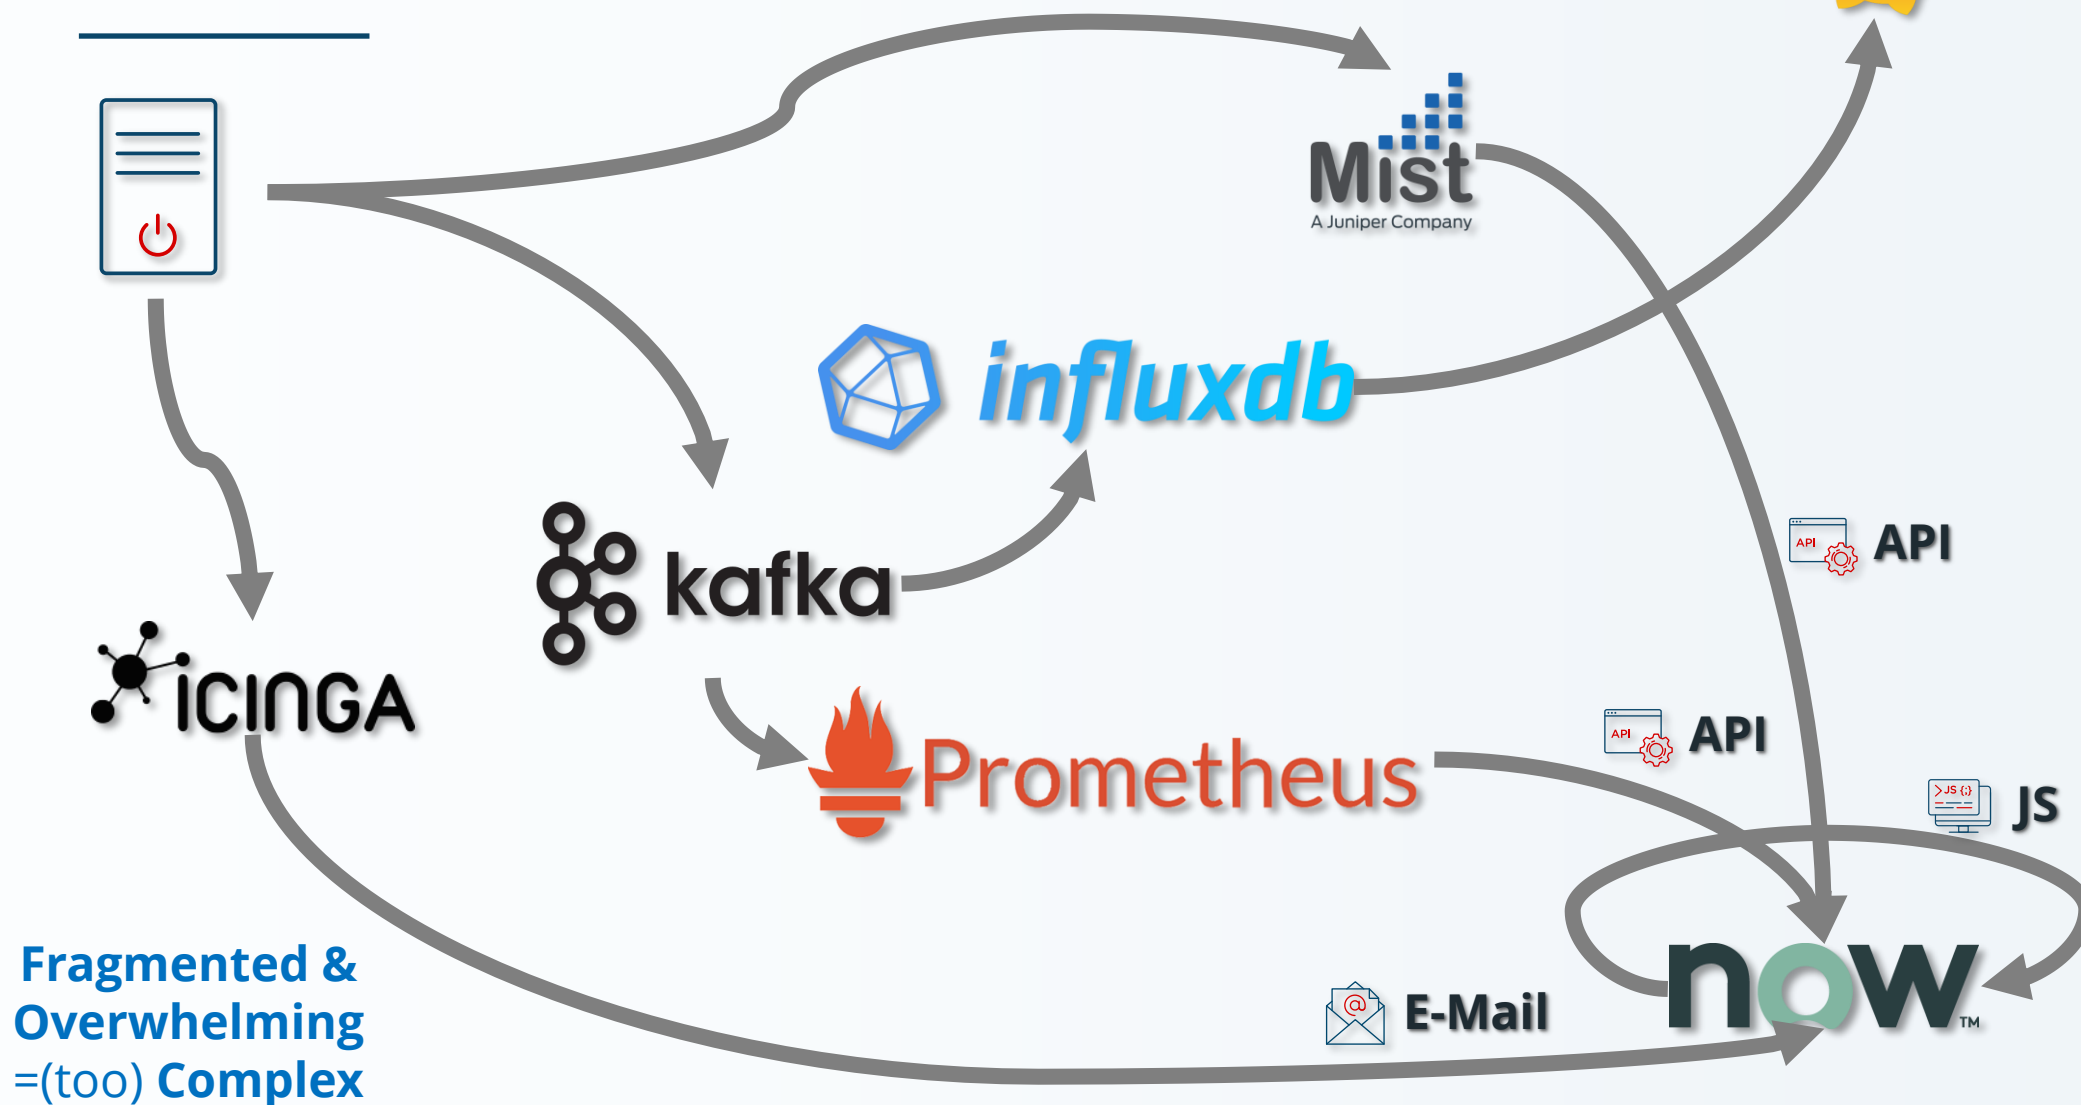 Mist
A Juniper Company
influxdb
API
API
kafka
ICINGA
API
API
Prometheus
>JS {;}
JS
now
TM
@
E-Mail
Fragmented &
Overwhelming
=(too) Complex